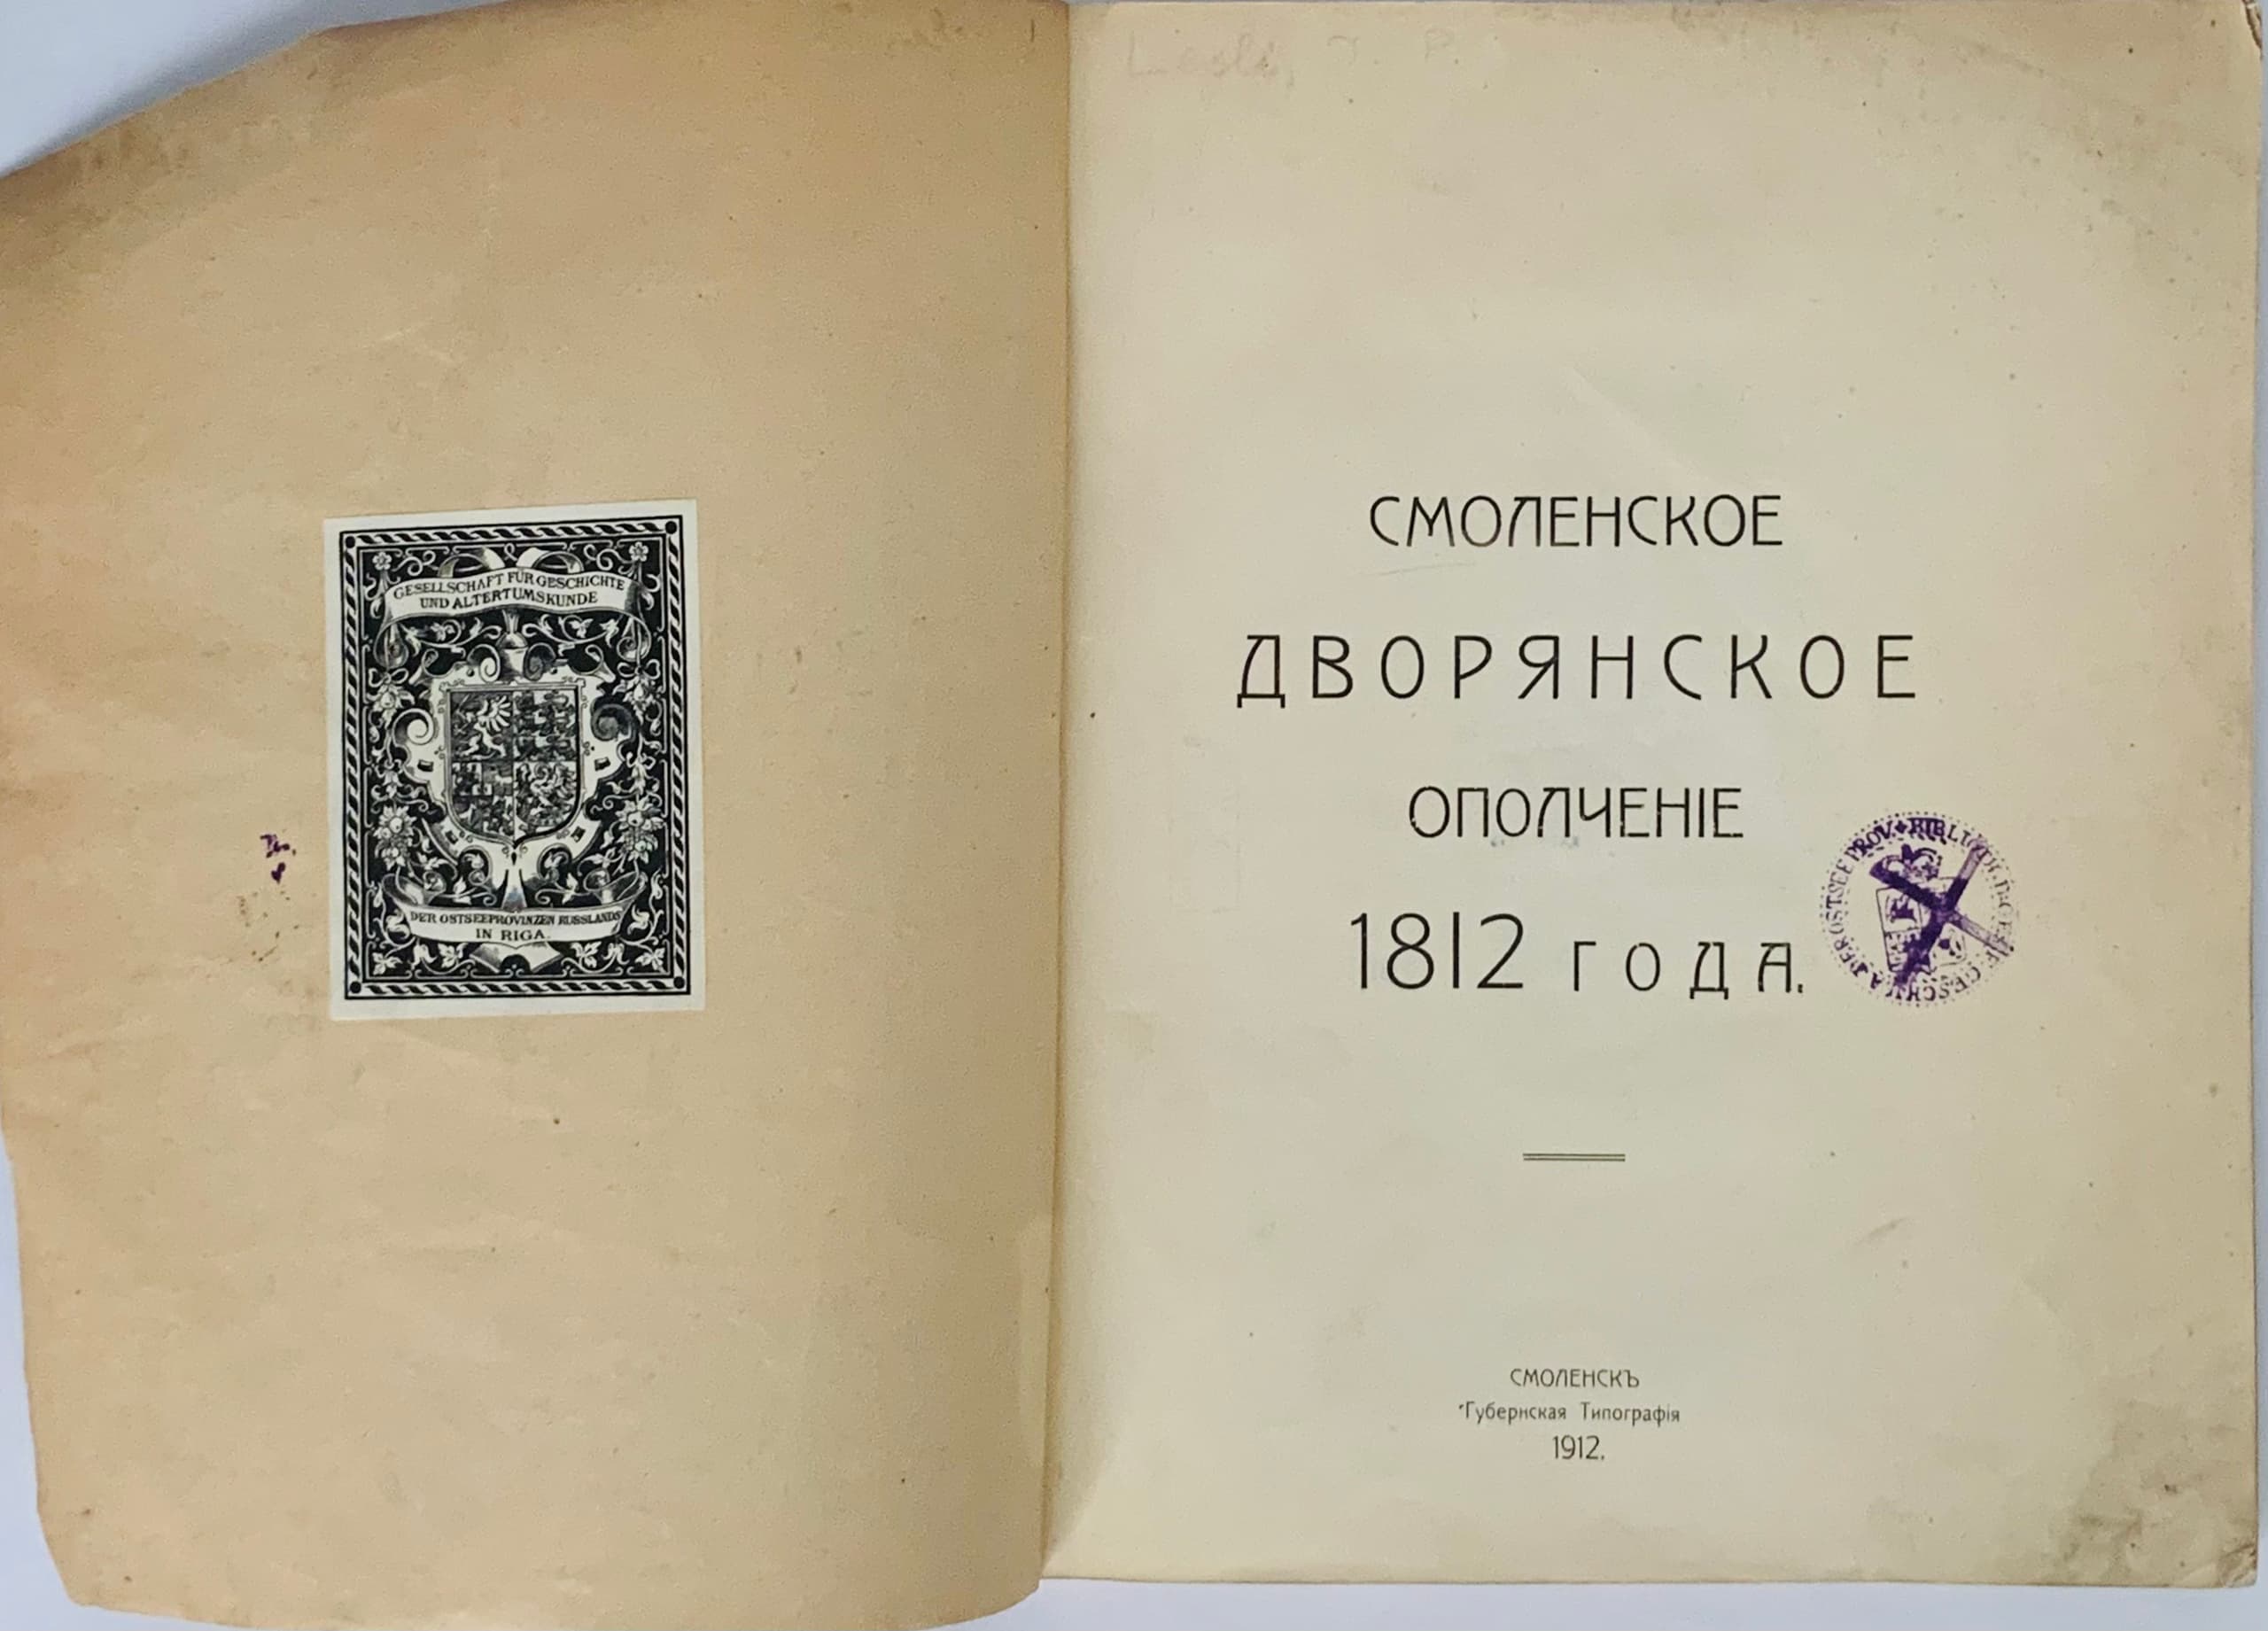 GESELLSCHAFT FÜR GESCHICHTE
UND ALTERTUMSKUNDE
DER OSTSEEPROVINZEN RUSSLANDS
IN RIGA.
СМОЛЕНСКОЕ
ДВОРЯНСКОЕ
ОПОЛЧЕНІЕ
1812 ГОДА.
СМОЛЕНСКЪ
Губернская Типографія
1912.